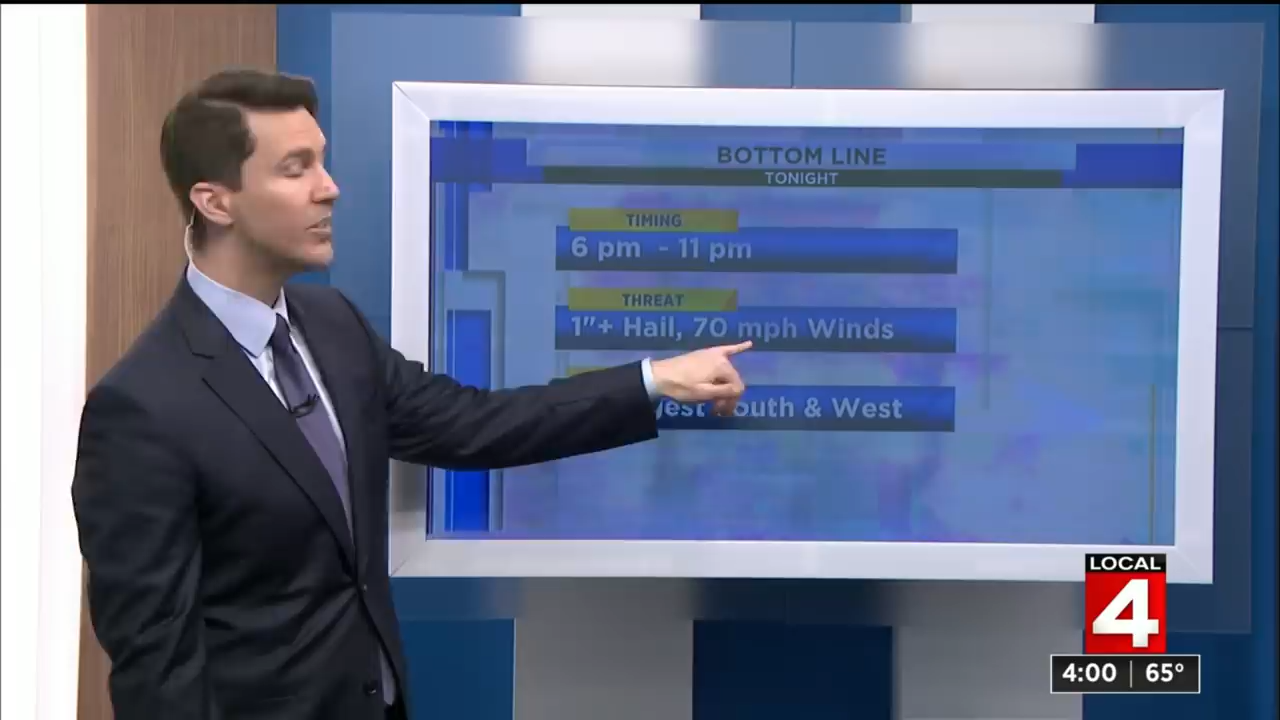 BOTTOM LINE
TONIGHT
TIMING
6 pm - 11 pm
THREAT
1"+ Hail, 70 mph Winds
& West
LOCAL
4
4:00 65°